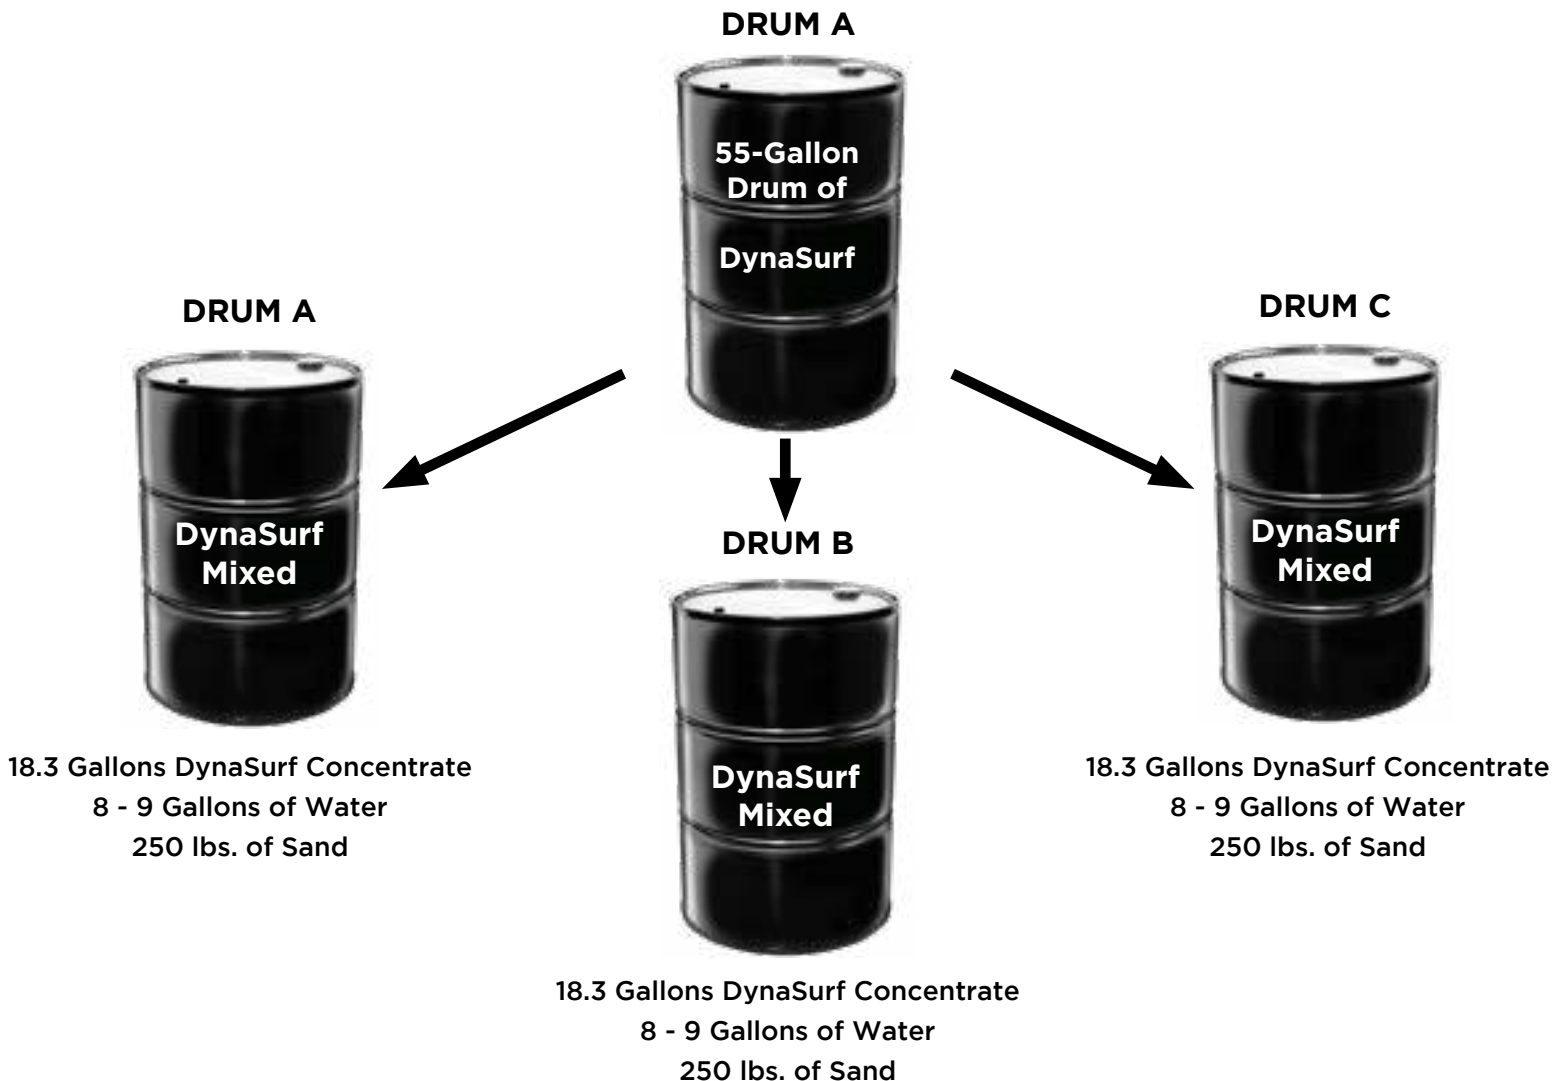 DRUM A
55-Gallon
Drum of
DynaSurf
DRUM A
DynaSurf
Mixed
18.3 Gallons DynaSurf Concentrate
8 - 9 Gallons of Water
250 lbs. of Sand
DRUM B
DynaSurf
Mixed
18.3 Gallons DynaSurf Concentrate
8 - 9 Gallons of Water
250 lbs. of Sand
DRUM C
DynaSurf
Mixed
18.3 Gallons DynaSurf Concentrate
8 - 9 Gallons of Water
250 lbs. of Sand